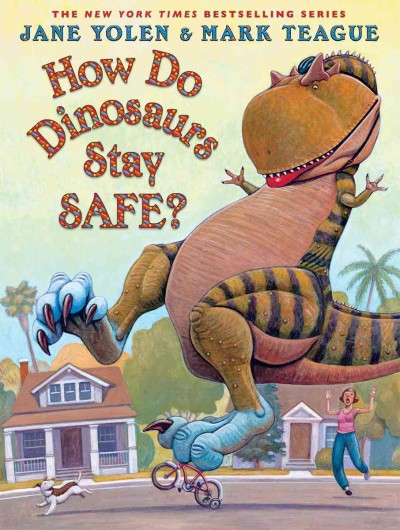 THE NEW YORK TIMES BESTSELLING SERIES
JANE YOLEN & MARK TEAGUE
How Do
Dinosaurs
Stay
SAFE?